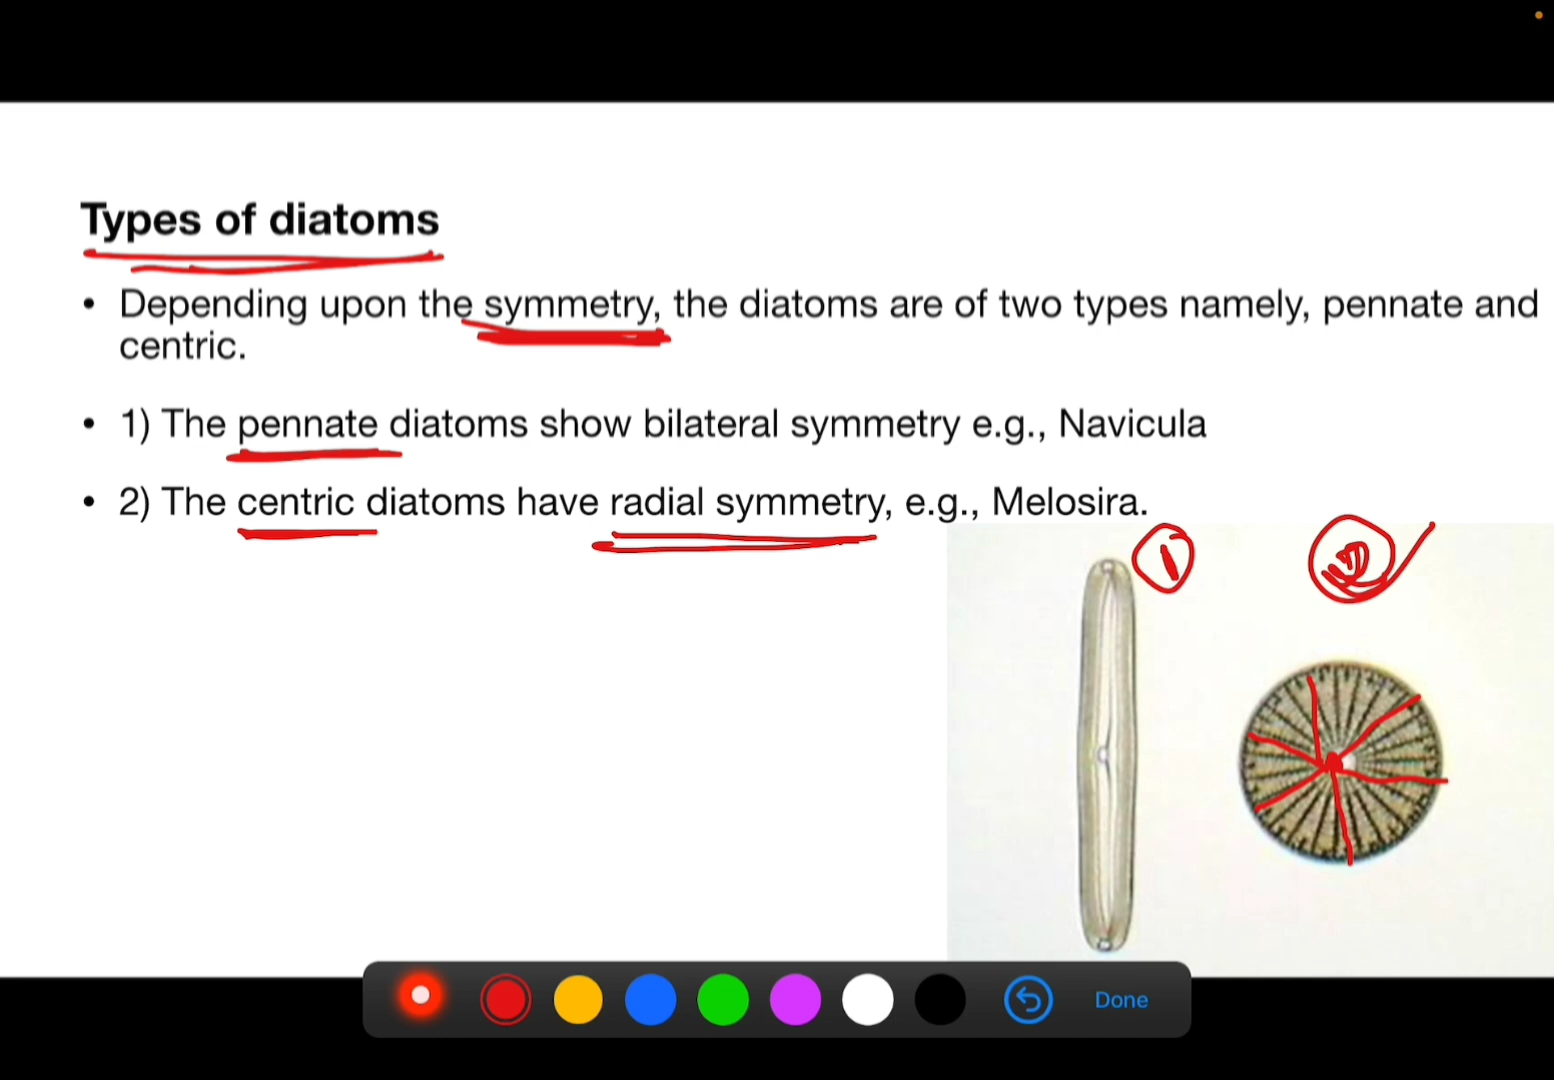 Types of diatoms
• Depending upon the symmetry, the diatoms are of two types namely, pennate and
centric.
• 1) The pennate diatoms show bilateral symmetry e.g., Navicula
• 2) The centric diatoms have radial symmetry, e.g., Melosira.
1
Done